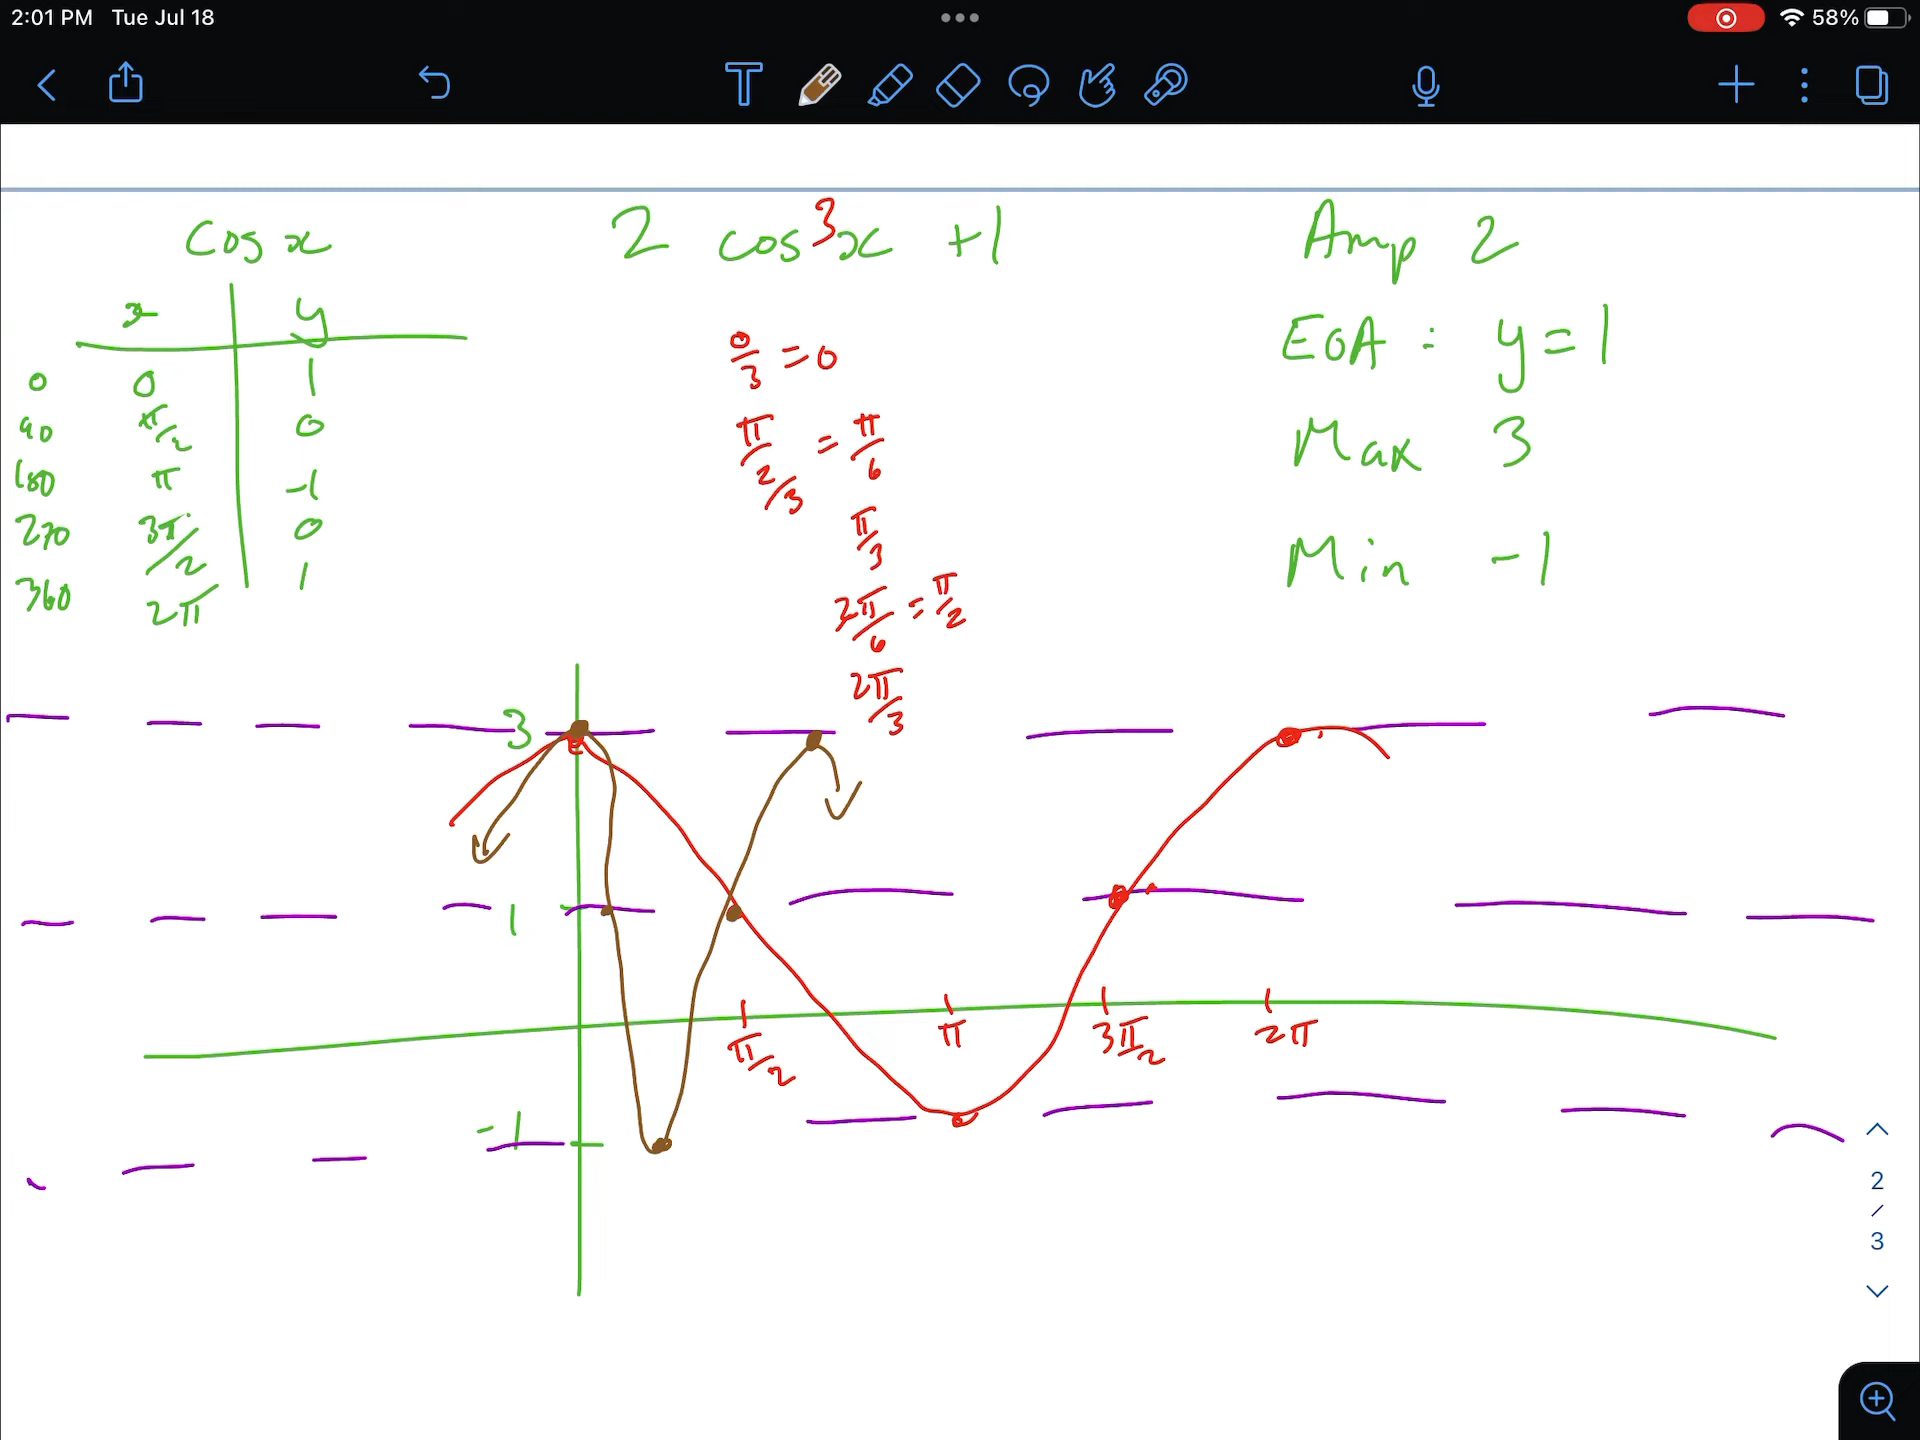 2:01 PM Tue Jul 18
58%
T
Cos x
2 cos 3x +1
Amp 2
x y
EOA : y = 1
0 0 1
90 π/2 0
180 π -1
270 3π/2 0
360 2π 1
Max 3
Min -1
0/3 = 0
π/2/3 = π/6
π/3
3π/6 = π/2
2π/3
3
1
-1
π/2
π
3π/2
2π
2
/
3